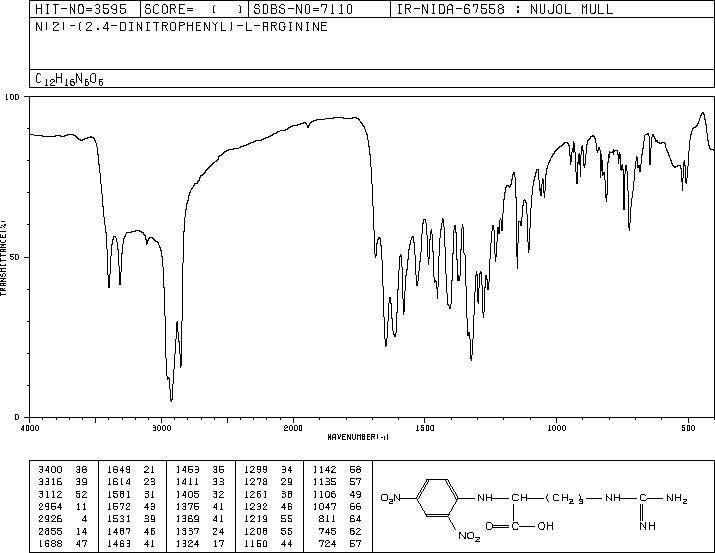 HIT-NO=3595 SCORE= ( ) SDBS-NO=7110 IR-NIDA-67558 : NUJOL MULL
N(2)-(2,4-DINITROPHENYL)-L-ARGININE
C12H16N6O6
100
50
0
TRANSMITTANCE(%)
4000 3000 2000 1500 1000 500
WAVENUMBER(-1)
3400 38 1649 21 1453 35 1299 34 1142 68
3316 39 1614 23 1411 33 1278 29 1135 57
3112 52 1581 31 1405 32 1261 38 1106 49
2954 11 1572 43 1375 41 1232 46 1047 66
2926 4 1531 39 1369 41 1219 55 811 64
2855 14 1487 46 1337 24 1208 55 745 62
1688 47 1463 41 1324 17 1150 44 724 57
O2N NH CH (CH2)3 NH C NH2
NO2 O C OH NH